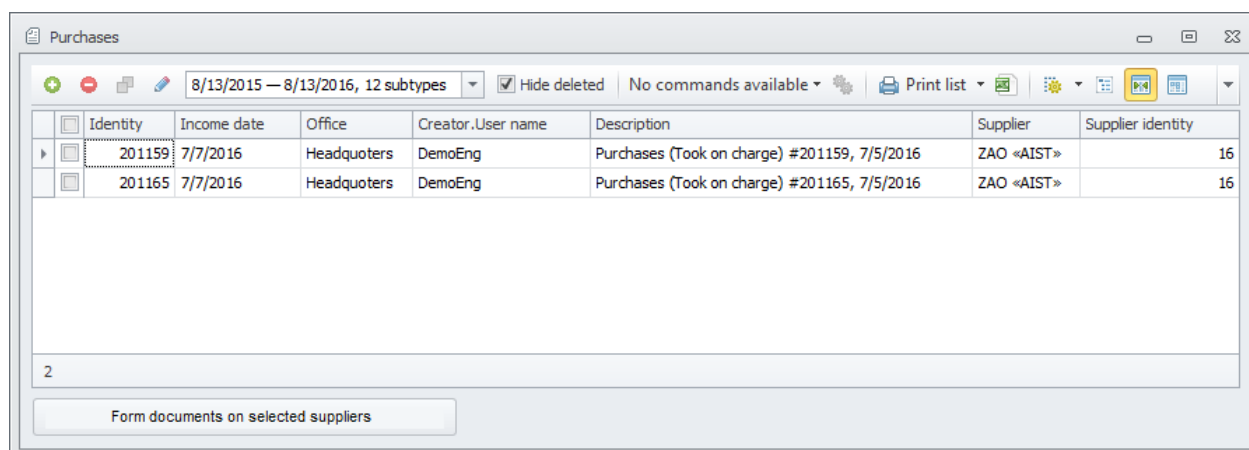 Purchases
8/13/2015 — 8/13/2016, 12 subtypes Hide deleted No commands available Print list
Identity Income date Office Creator.User name Description Supplier Supplier identity
201159 7/7/2016 Headquoters DemoEng Purchases (Took on charge) #201159, 7/5/2016 ZAO «AIST» 16
201165 7/7/2016 Headquoters DemoEng Purchases (Took on charge) #201165, 7/5/2016 ZAO «AIST» 16
2
Form documents on selected suppliers